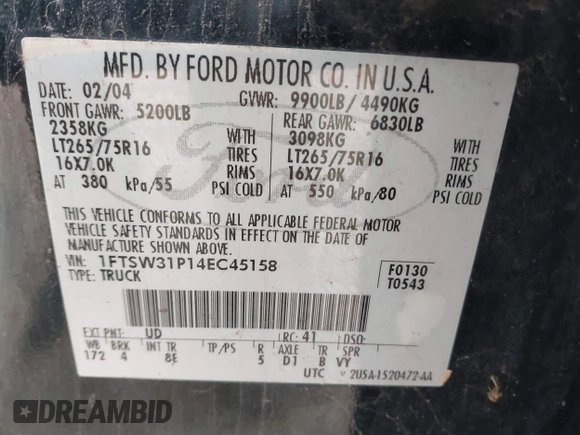 MFD. BY FORD MOTOR CO. IN U.S.A.
DATE: 02/04 GVWR: 9900LB/ 4490KG
FRONT GAWR: 5200LB REAR GAWR: 6830LB
2358KG WITH 3098KG WITH
LT265/75R16 TIRES LT265/75R16 TIRES
16X7.0K RIMS 16X7.0K RIMS
AT 380 kPa/55 PSI COLD AT 550 kPa/80 PSI COLD
Ford
THIS VEHICLE CONFORMS TO ALL APPLICABLE FEDERAL MOTOR
VEHICLE SAFETY STANDARDS IN EFFECT ON THE DATE OF
MANUFACTURE SHOWN ABOVE.
VIN: 1FTSW31P14EC45158 F0130
TYPE: TRUCK T0543
EXT PNT: UD RC: 41 DSO:
WB BRK INT TR TP/PS R AXLE TR SPR
172 4 8E 5 D1 B VY
UTC 2U5A-1520472-AA
DREAMBID